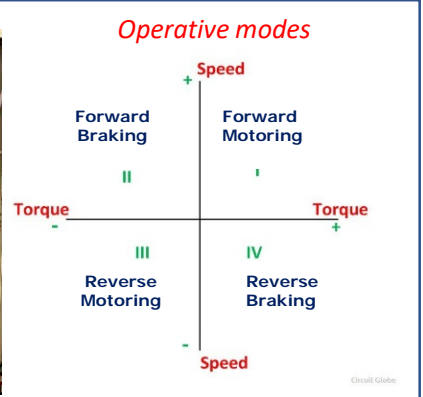 Operative modes
+ Speed
Forward Braking
Forward Motoring
II
I
Torque
-
Torque
+
III
IV
Reverse Motoring
Reverse Braking
-
Speed
Circuit Globe